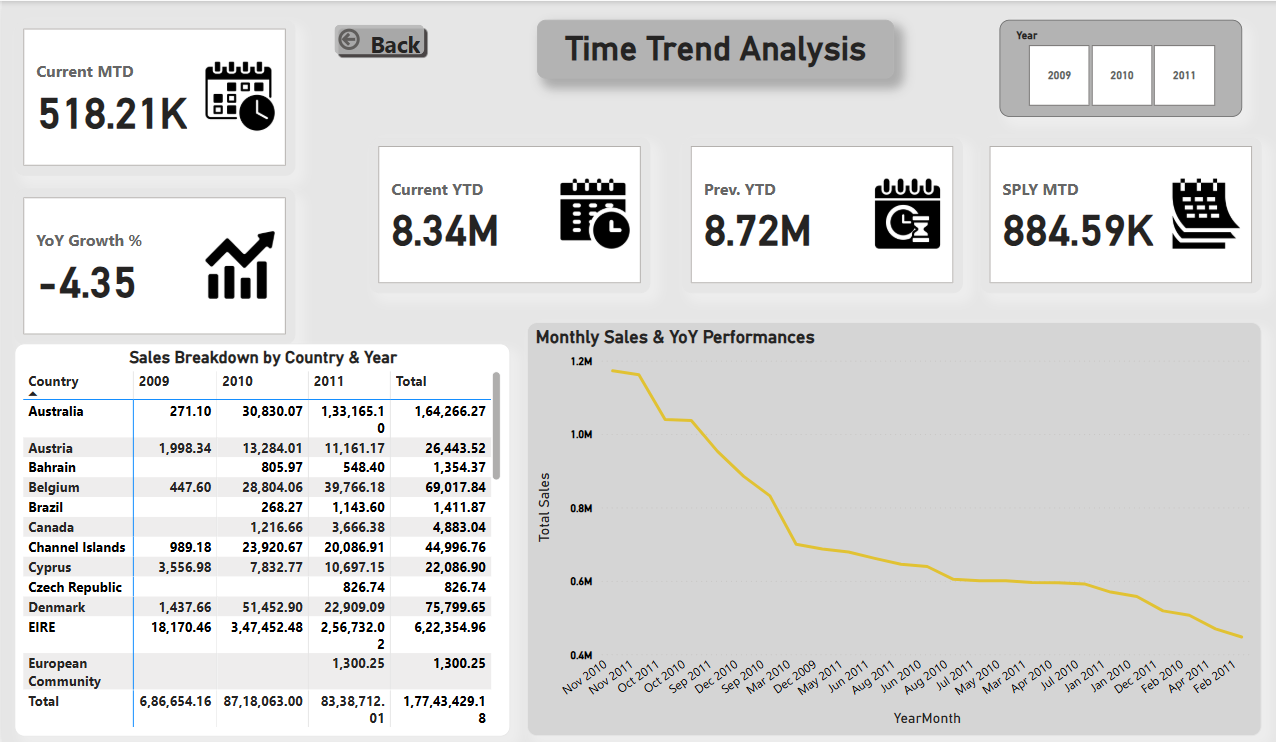 Back
Time Trend Analysis
Year
2009 2010 2011
Current MTD
518.21K
YoY Growth %
-4.35
Current YTD
8.34M
Prev. YTD
8.72M
SPLY MTD
884.59K
Sales Breakdown by Country & Year
Country 2009 2010 2011 Total
Australia 271.10 30,830.07 1,33,165.1 1,64,266.27
0
Austria 1,998.34 13,284.01 11,161.17 26,443.52
Bahrain 805.97 548.40 1,354.37
Belgium 447.60 28,804.06 39,766.18 69,017.84
Brazil 268.27 1,143.60 1,411.87
Canada 1,216.66 3,666.38 4,883.04
Channel Islands 989.18 23,920.67 20,086.91 44,996.76
Cyprus 3,556.98 7,832.77 10,697.15 22,086.90
Czech Republic 826.74 826.74
Denmark 1,437.66 51,452.90 22,909.09 75,799.65
EIRE 18,170.46 3,47,452.48 2,56,732.0 6,22,354.96
2
European 1,300.25 1,300.25
Community
Total 6,86,654.16 87,18,063.00 83,38,712. 1,77,43,429.1
01 8
Monthly Sales & YoY Performances
Total Sales
1.2M
1.0M
0.8M
0.6M
0.4M
Nov 2010 Nov 2011 Oct 2011 Oct 2010 Sep 2011 Dec 2010 Sep 2010 Mar 2010 Dec 2009 May 2011 Jun 2011 Aug 2011 Jun 2010 Aug 2010 Jul 2011 May 2010 Mar 2011 Apr 2010 Jul 2010 Jan 2011 Jan 2010 Dec 2011 Feb 2010 Apr 2011 Feb 2011
YearMonth